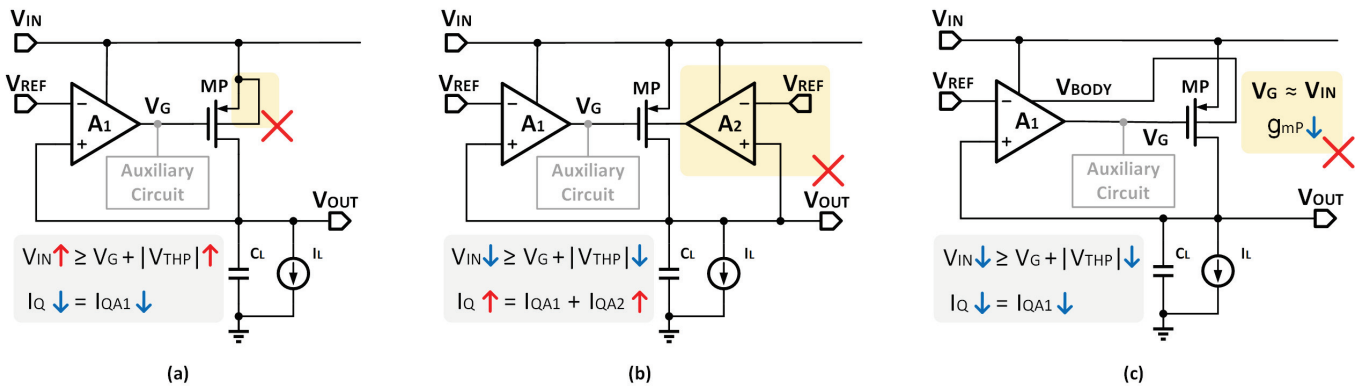 VIN
VREF
MP
VG
−
A1
+
Auxiliary
Circuit
VOUT
VIN↑ ≥ VG + |VTHP|↑
IQ ↓ = IQA1 ↓
CL
IL
(a)
VIN
VREF
MP
VREF
VG
−
A1
+
−
A2
+
Auxiliary
Circuit
VOUT
VIN↓ ≥ VG + |VTHP|↓
IQ ↑ = IQA1 + IQA2 ↑
CL
IL
(b)
VIN
VREF
VBODY
MP
−
A1
+
VG
VG ≈ VIN
gmP↓
Auxiliary
Circuit
VOUT
VIN↓ ≥ VG + |VTHP|↓
IQ ↓ = IQA1 ↓
CL
IL
(c)